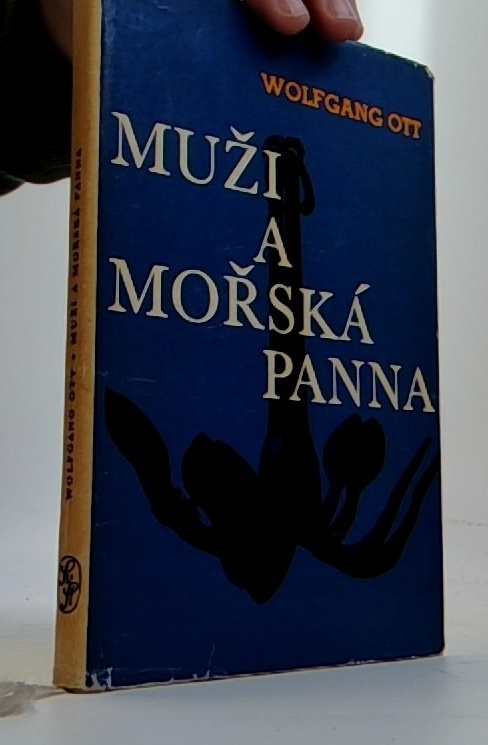 WOLFGANG OTT
MUŽI
A
MOŘSKÁ
PANNA
WOLFGANG OTT • MUŽI A MOŘSKÁ PANNA